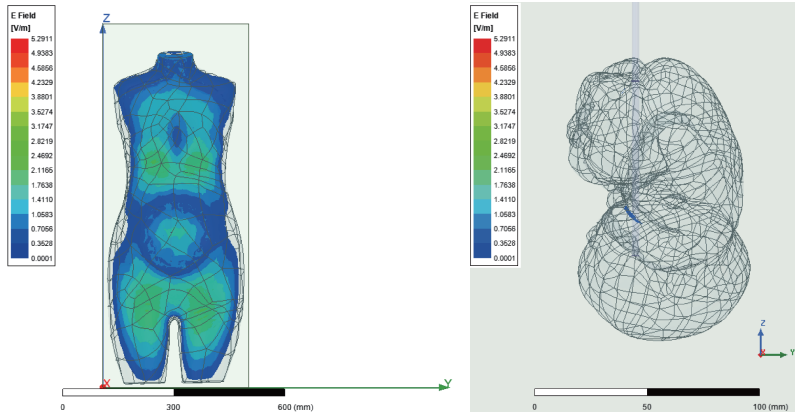 E Field
[V/m]
5.2911
4.9383
4.5856
4.2329
3.8801
3.5274
3.1747
2.8219
2.4692
2.1165
1.7638
1.4110
1.0583
0.7056
0.3528
0.0001
Z
X
Y
0 300 600 (mm)
E Field
[V/m]
5.2911
4.9383
4.5856
4.2329
3.8801
3.5274
3.1747
2.8219
2.4692
2.1165
1.7638
1.4110
1.0583
0.7056
0.3528
0.0001
Z
X
Y
0 50 100 (mm)